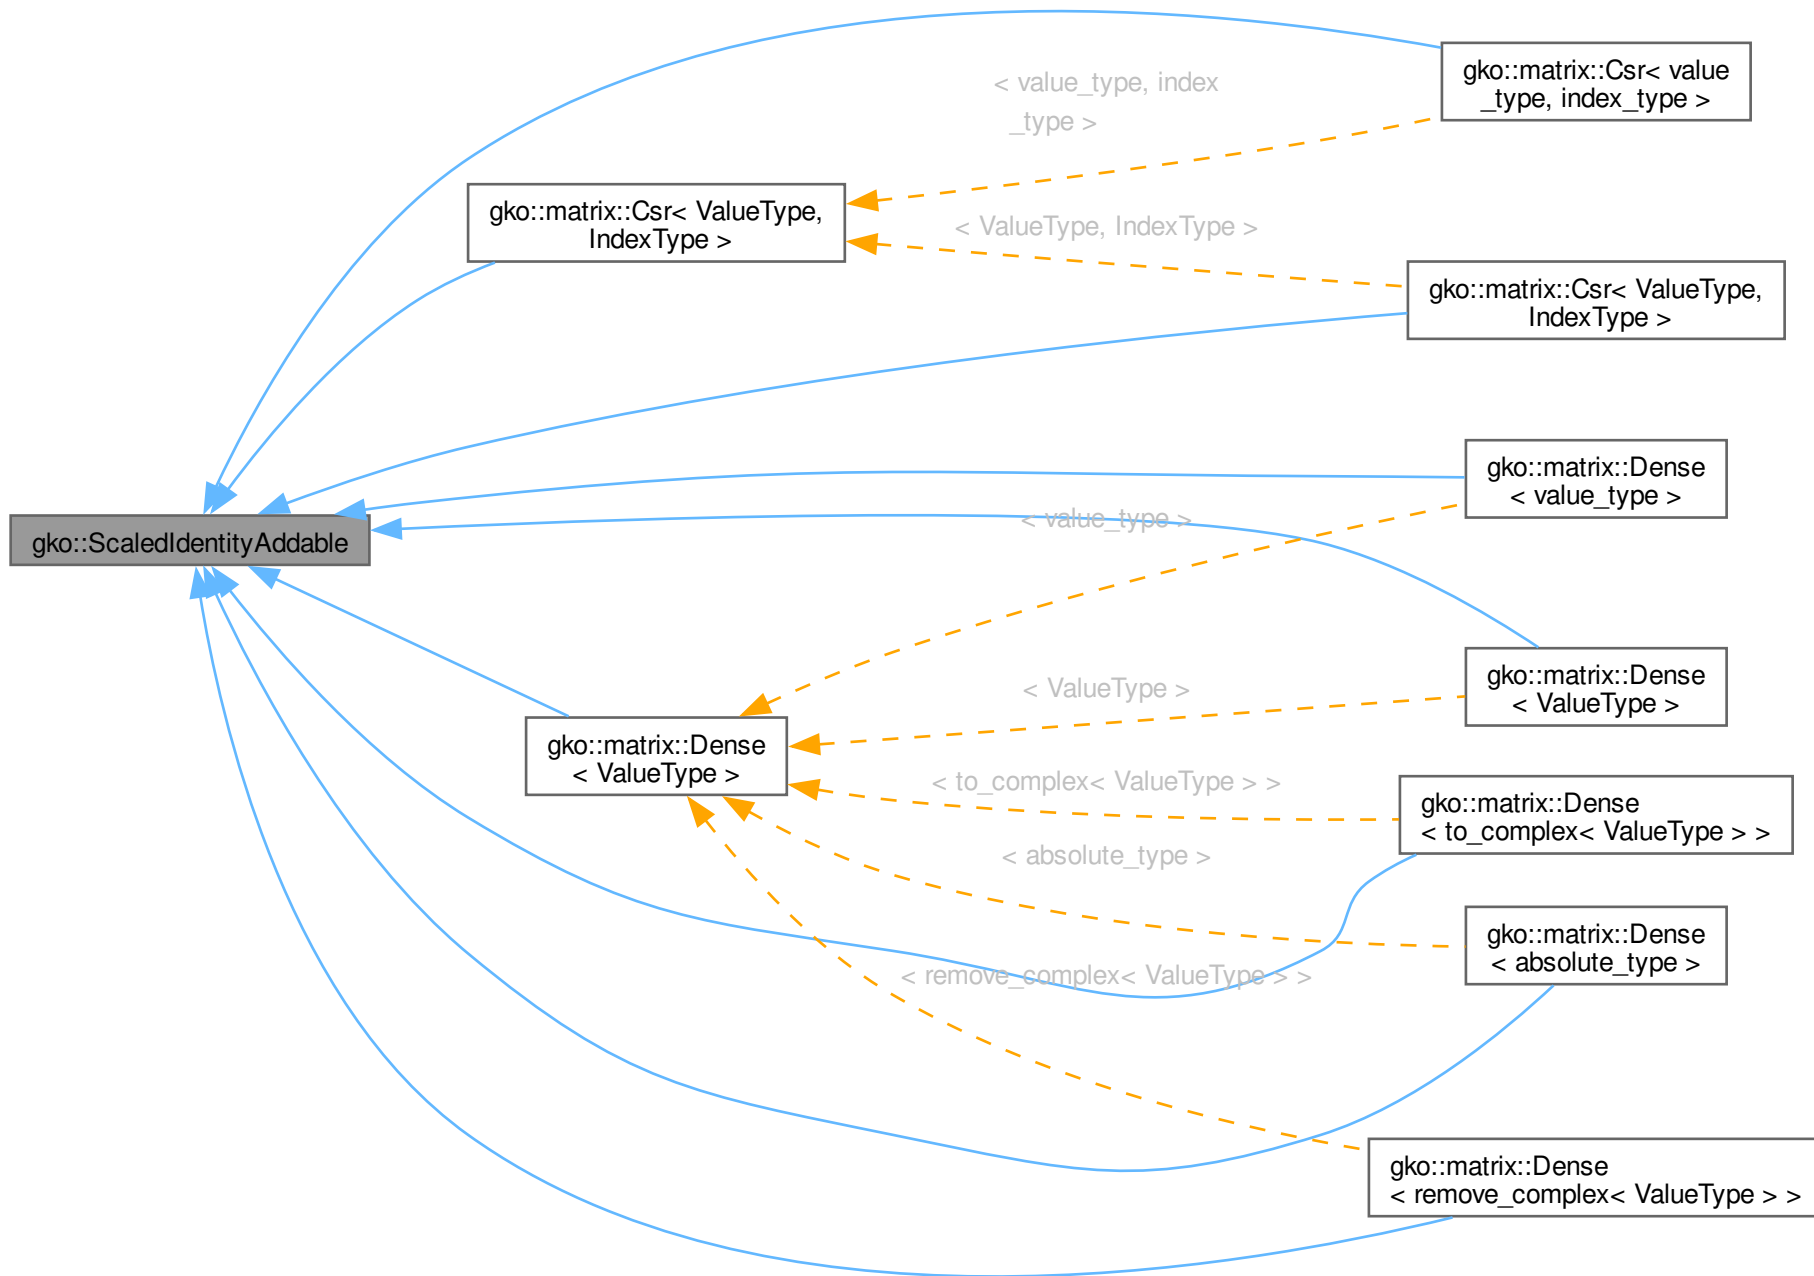 gko::matrix::Csr< value
_type, index_type >
< value_type, index
_type >
gko::matrix::Csr< ValueType,
IndexType >
< ValueType, IndexType >
gko::matrix::Csr< ValueType,
IndexType >
gko::matrix::Dense
< value_type >
< value_type >
gko::ScaledIdentityAddable
gko::matrix::Dense
< ValueType >
< ValueType >
gko::matrix::Dense
< ValueType >
< to_complex< ValueType > >
gko::matrix::Dense
< to_complex< ValueType > >
< absolute_type >
gko::matrix::Dense
< absolute_type >
< remove_complex< ValueType > >
gko::matrix::Dense
< remove_complex< ValueType > >